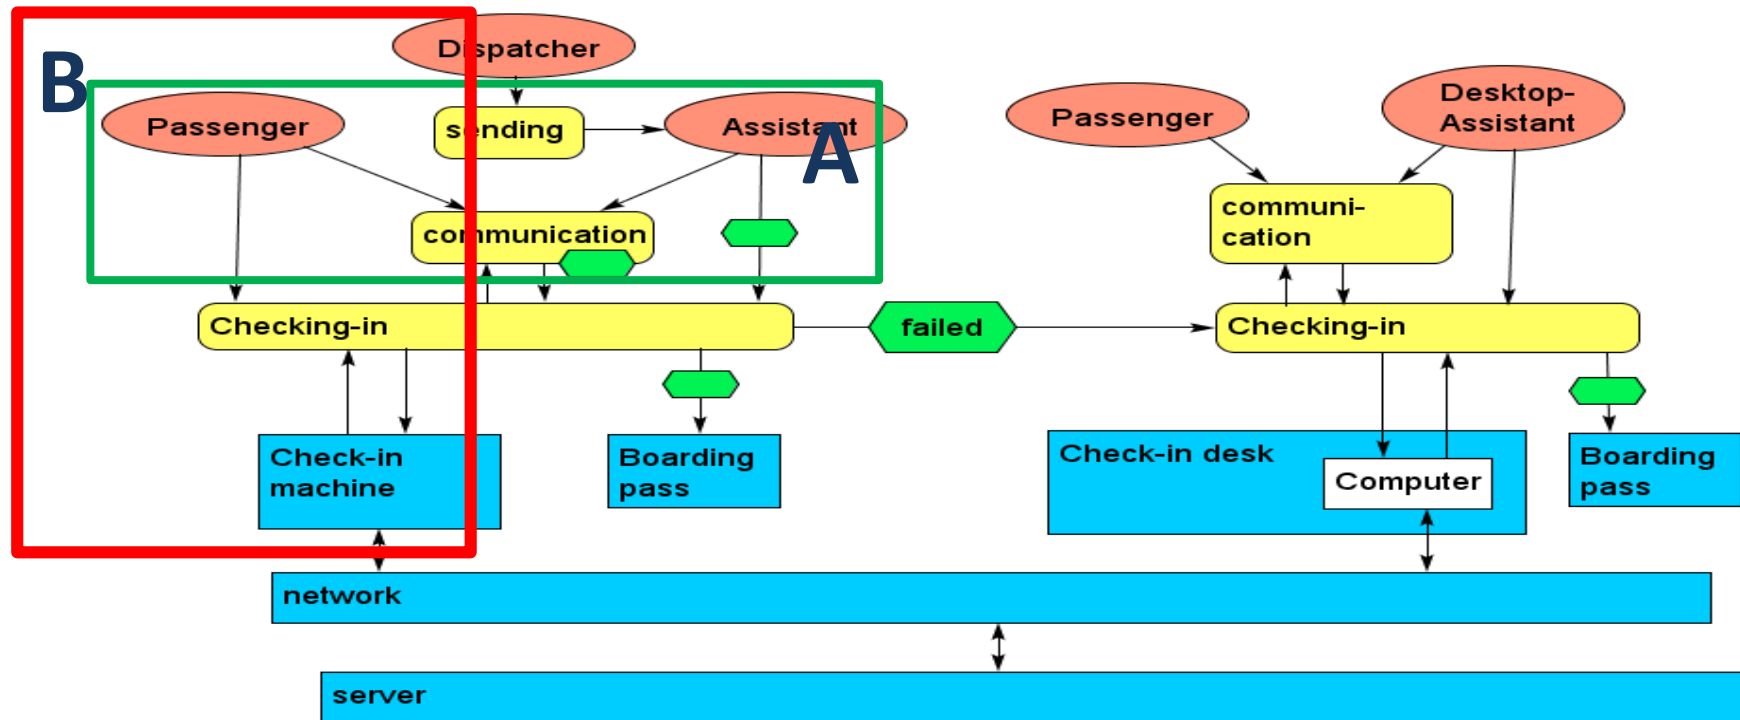 B
Dispatcher
Passenger
sending
Assistant
A
communication
Checking-in
failed
Check-in
machine
Boarding
pass
Passenger
Desktop-
Assistant
communi-
cation
Checking-in
Check-in desk
Computer
Boarding
pass
network
server